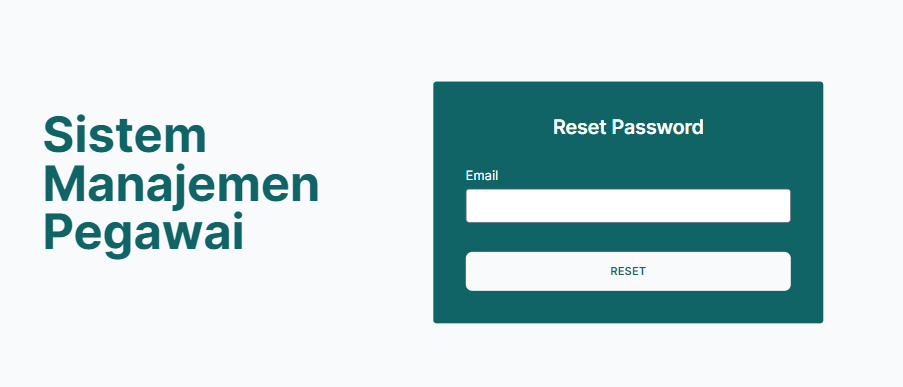 Sistem
Manajemen
Pegawai
Reset Password
Email
RESET